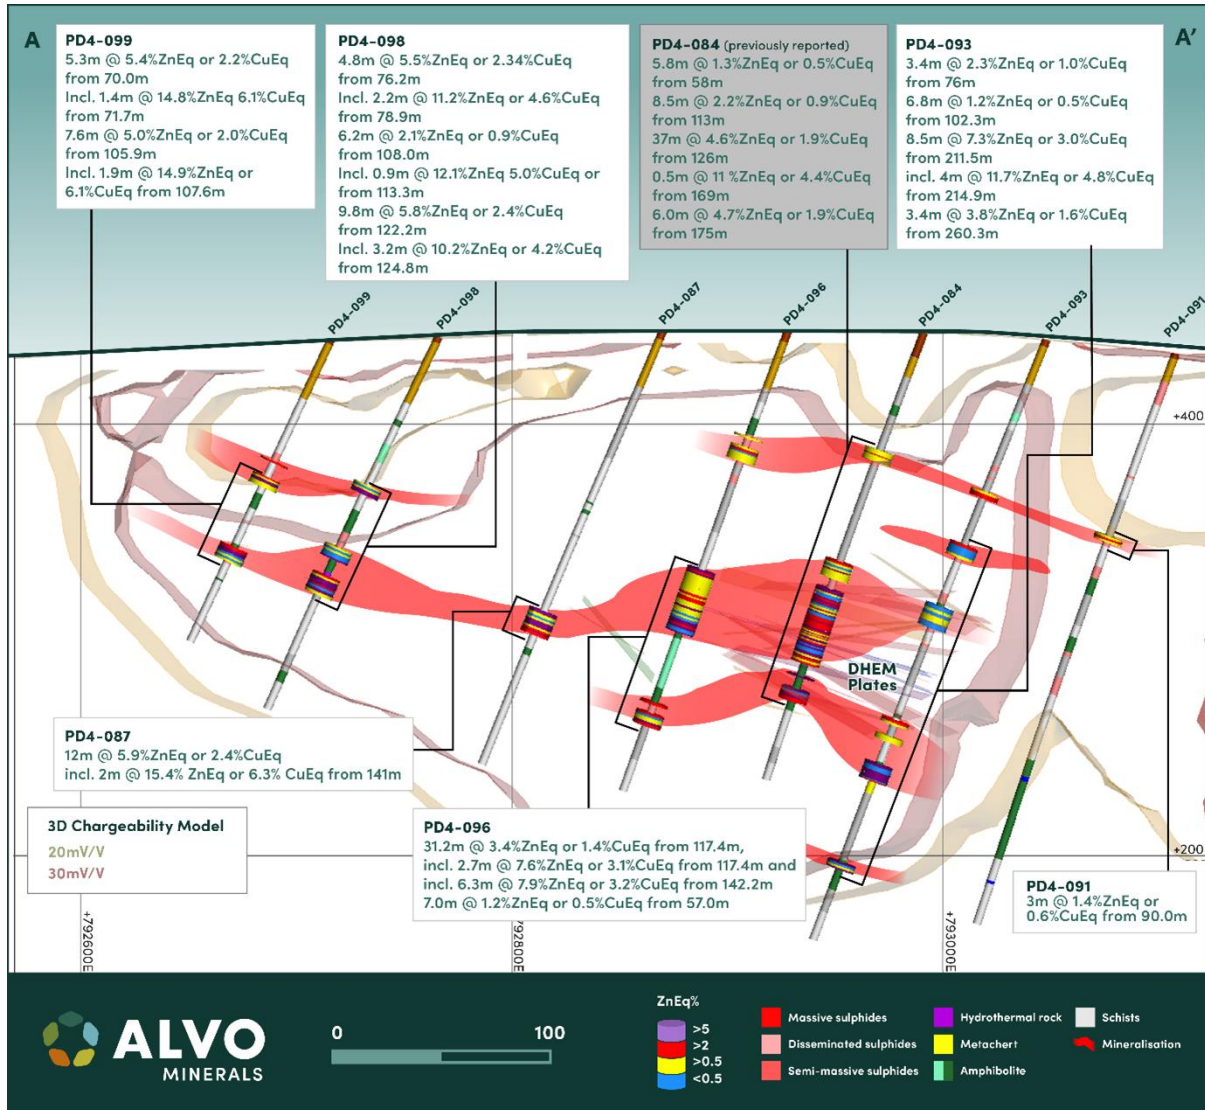 A
A'
PD4-099
5.3m @ 5.4%ZnEq or 2.2%CuEq
from 70.0m
Incl. 1.4m @ 14.8%ZnEq 6.1%CuEq
from 71.7m
7.6m @ 5.0%ZnEq or 2.0%CuEq
from 105.9m
Incl. 1.9m @ 14.9%ZnEq or
6.1%CuEq from 107.6m
PD4-098
4.8m @ 5.5%ZnEq or 2.34%CuEq
from 76.2m
Incl. 2.2m @ 11.2%ZnEq or 4.6%CuEq
from 78.9m
6.2m @ 2.1%ZnEq or 0.9%CuEq
from 108.0m
Incl. 0.9m @ 12.1%ZnEq 5.0%CuEq or
from 113.3m
9.8m @ 5.8%ZnEq or 2.4%CuEq
from 122.2m
Incl. 3.2m @ 10.2%ZnEq or 4.2%CuEq
from 124.8m
PD4-084 (previously reported)
5.8m @ 1.3%ZnEq or 0.5%CuEq
from 58m
8.5m @ 2.2%ZnEq or 0.9%CuEq
from 113m
37m @ 4.6%ZnEq or 1.9%CuEq
from 126m
0.5m @ 11 %ZnEq or 4.4%CuEq
from 169m
6.0m @ 4.7%ZnEq or 1.9%CuEq
from 175m
PD4-093
3.4m @ 2.3%ZnEq or 1.0%CuEq
from 76m
6.8m @ 1.2%ZnEq or 0.5%CuEq
from 102.3m
8.5m @ 7.3%ZnEq or 3.0%CuEq
from 211.5m
incl. 4m @ 11.7%ZnEq or 4.8%CuEq
from 214.9m
3.4m @ 3.8%ZnEq or 1.6%CuEq
from 260.3m
PD4-099
PD4-098
PD4-087
PD4-096
PD4-084
PD4-093
PD4-091
+400
DHEM
Plates
PD4-087
12m @ 5.9%ZnEq or 2.4%CuEq
incl. 2m @ 15.4% ZnEq or 6.3% CuEq from 141m
3D Chargeability Model
20mV/V
30mV/V
PD4-096
31.2m @ 3.4%ZnEq or 1.4%CuEq from 117.4m,
incl. 2.7m @ 7.6%ZnEq or 3.1%CuEq from 117.4m and
incl. 6.3m @ 7.9%ZnEq or 3.2%CuEq from 142.2m
7.0m @ 1.2%ZnEq or 0.5%CuEq from 57.0m
+200
PD4-091
3m @ 1.4%ZnEq or
0.6%CuEq from 90.0m
+792600E
+792800E
+793000E
ALVO
MINERALS
0
100
ZnEq%
>5
>2
>0.5
<0.5
Massive sulphides
Disseminated sulphides
Semi-massive sulphides
Hydrothermal rock
Metachert
Amphibolite
Schists
Mineralisation